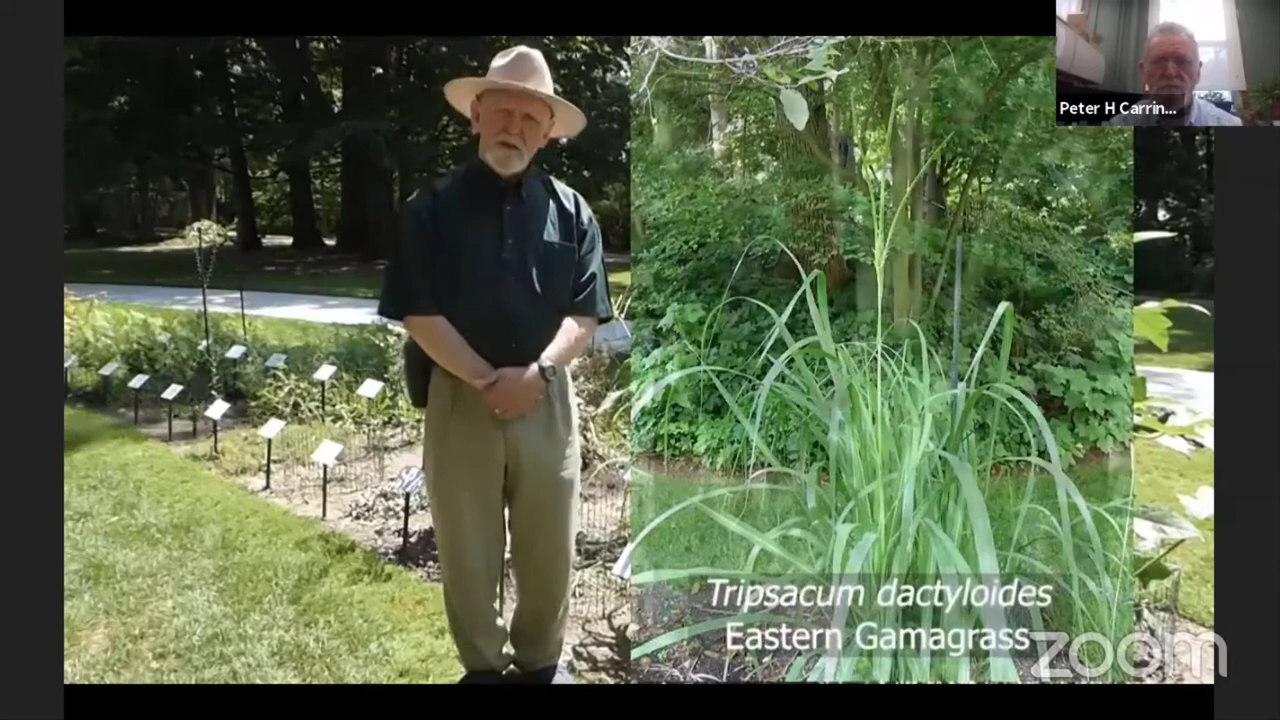 Peter H Carrin...
Tripsacum dactyloides
Eastern Gamagrass
zoom